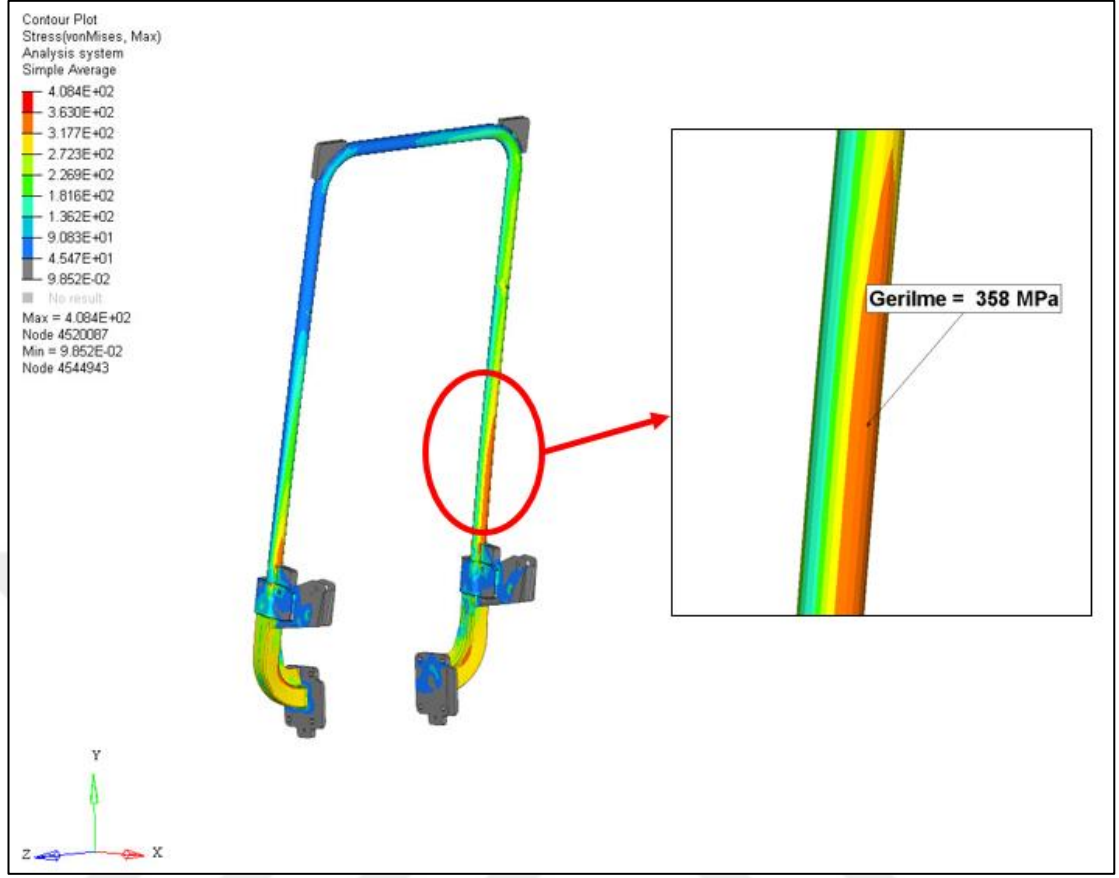 Contour Plot
Stress(vonMises, Max)
Analysis system
Simple Average
4.084E+02
3.630E+02
3.177E+02
2.723E+02
2.269E+02
1.816E+02
1.362E+02
9.083E+01
4.547E+01
9.852E-02
No result
Max = 4.084E+02
Node 4520087
Min = 9.852E-02
Node 4544943
Gerilme = 358 MPa
Y
Z
X